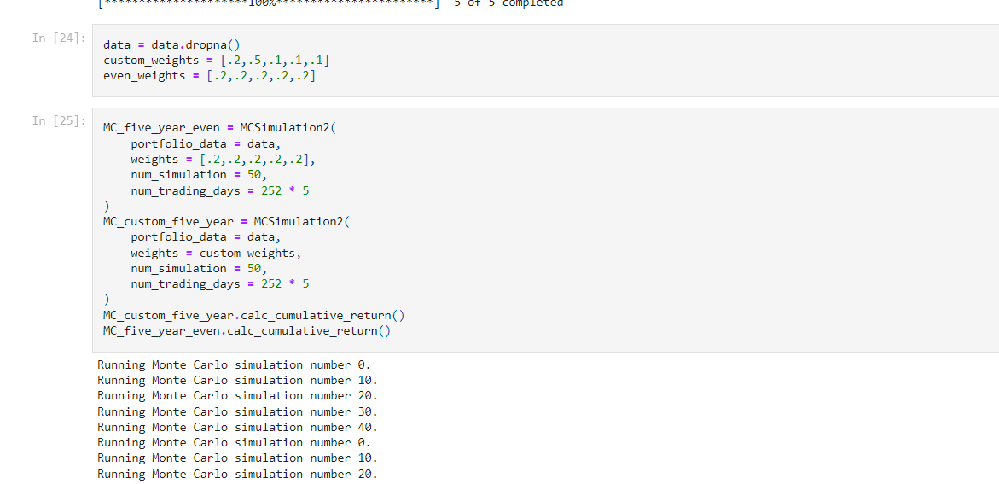 [*********************100%***********************]  5 of 5 completed
In [24]:
data = data.dropna()
custom_weights = [.2,.5,.1,.1,.1]
even_weights = [.2,.2,.2,.2,.2]
In [25]:
MC_five_year_even = MCSimulation2(
    portfolio_data = data,
    weights = [.2,.2,.2,.2,.2],
    num_simulation = 50,
    num_trading_days = 252 * 5
)
MC_custom_five_year = MCSimulation2(
    portfolio_data = data,
    weights = custom_weights,
    num_simulation = 50,
    num_trading_days = 252 * 5
)
MC_custom_five_year.calc_cumulative_return()
MC_five_year_even.calc_cumulative_return()
Running Monte Carlo simulation number 0.
Running Monte Carlo simulation number 10.
Running Monte Carlo simulation number 20.
Running Monte Carlo simulation number 30.
Running Monte Carlo simulation number 40.
Running Monte Carlo simulation number 0.
Running Monte Carlo simulation number 10.
Running Monte Carlo simulation number 20.